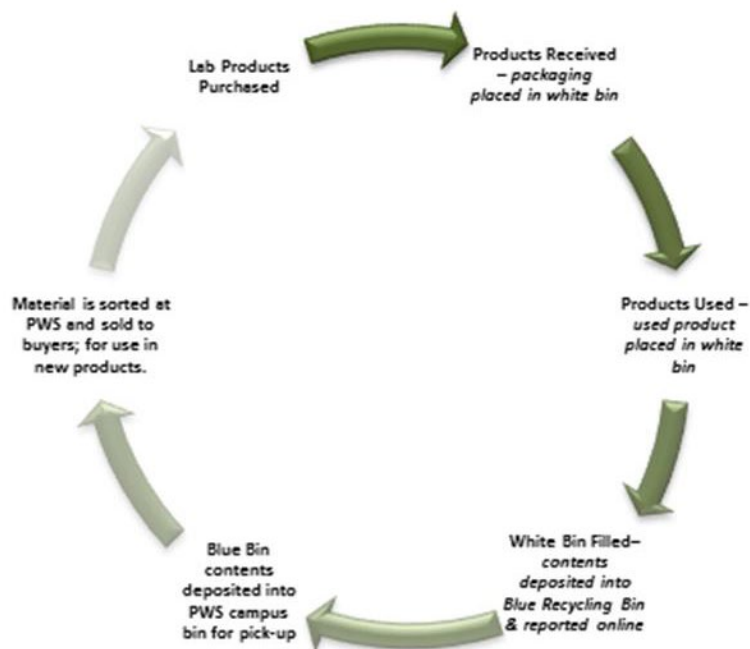 Lab Products
Purchased
Products Received
– packaging
placed in white bin
Products Used –
used product
placed in white
bin
White Bin Filled–
contents
deposited into
Blue Recycling Bin
& reported online
Blue Bin
contents
deposited into
PWS campus
bin for pick-up
Material is sorted at
PWS and sold to
buyers; for use in
new products.